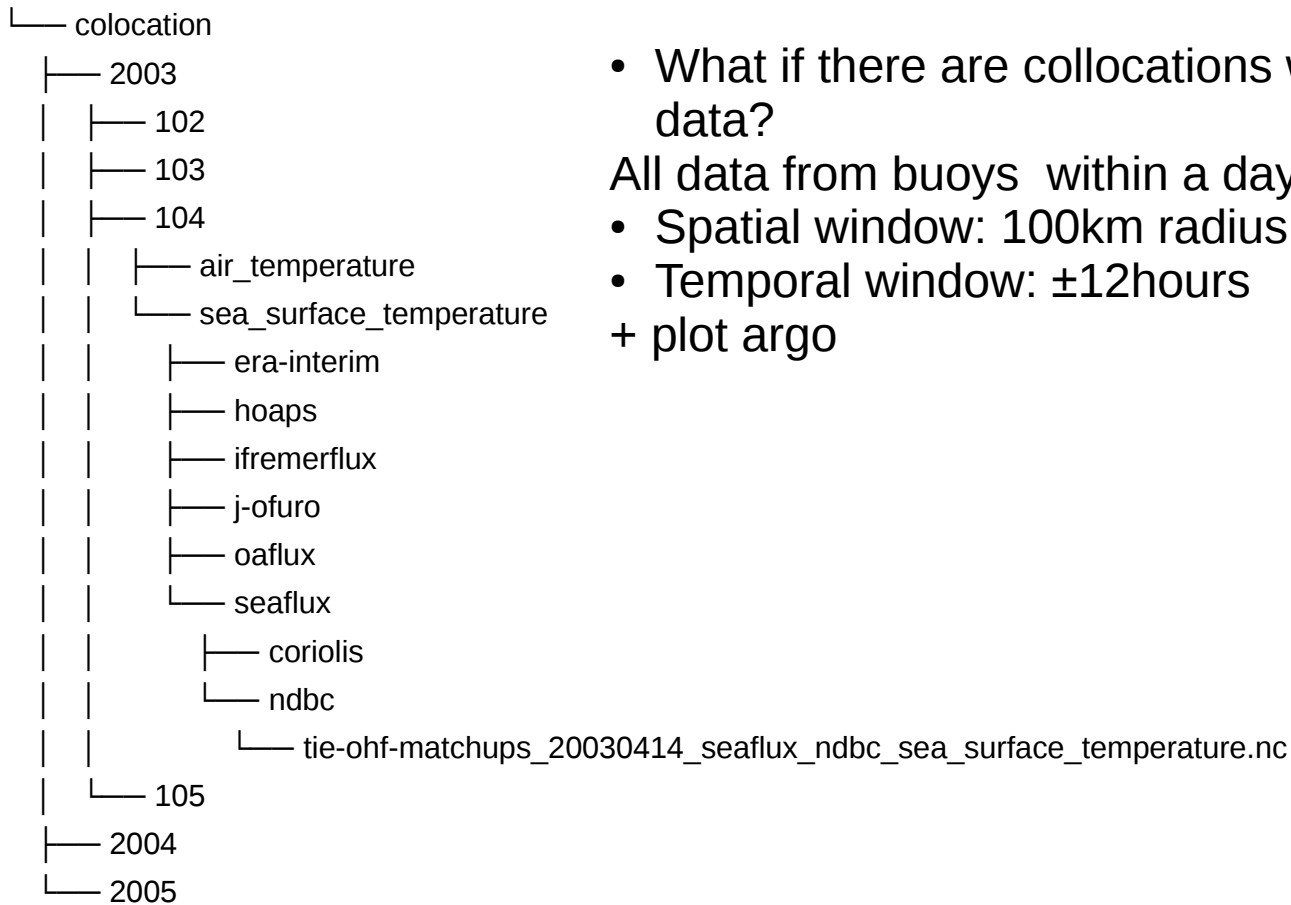 └── colocation
├── 2003
│ ├── 102
│ ├── 103
│ ├── 104
│ │ ├── air_temperature
│ │ └── sea_surface_temperature
│ │ ├── era-interim
│ │ ├── hoaps
│ │ ├── ifremerflux
│ │ ├── j-ofuro
│ │ ├── oaflux
│ │ └── seaflux
│ │ ├── coriolis
│ │ └── ndbc
│ │ └── tie-ohf-matchups_20030414_seaflux_ndbc_sea_surface_temperature.nc
│ └── 105
├── 2004
└── 2005
• What if there are collocations
data?
All data from buoys within a day
• Spatial window: 100km radius
• Temporal window: ±12hours
+ plot argo